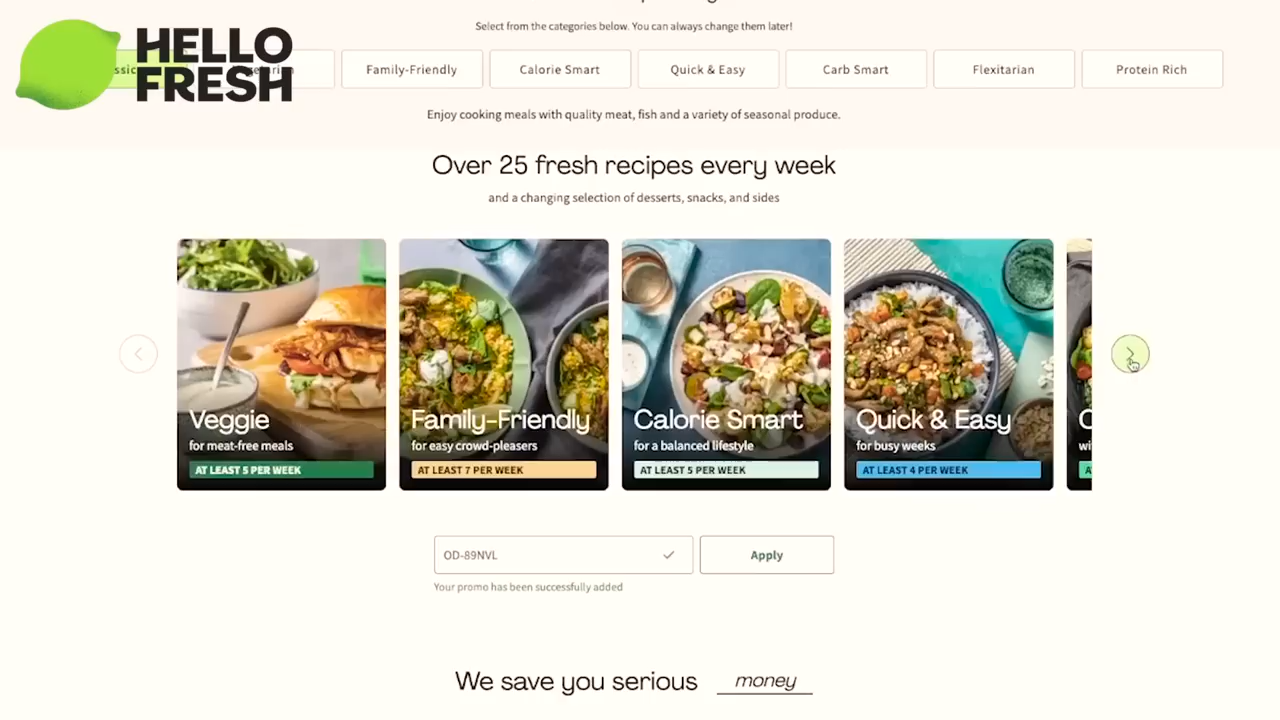 HELLO
FRESH
Select from the categories below. You can always change them later!
Family-Friendly
Calorie Smart
Quick & Easy
Carb Smart
Flexitarian
Protein Rich
Enjoy cooking meals with quality meat, fish and a variety of seasonal produce.
Over 25 fresh recipes every week
and a changing selection of desserts, snacks, and sides
Veggie
for meat-free meals
AT LEAST 5 PER WEEK
Family-Friendly
for easy crowd-pleasers
AT LEAST 7 PER WEEK
Calorie Smart
for a balanced lifestyle
AT LEAST 5 PER WEEK
Quick & Easy
for busy weeks
AT LEAST 4 PER WEEK
OD-89NVL
Apply
Your promo has been successfully added
We save you serious money